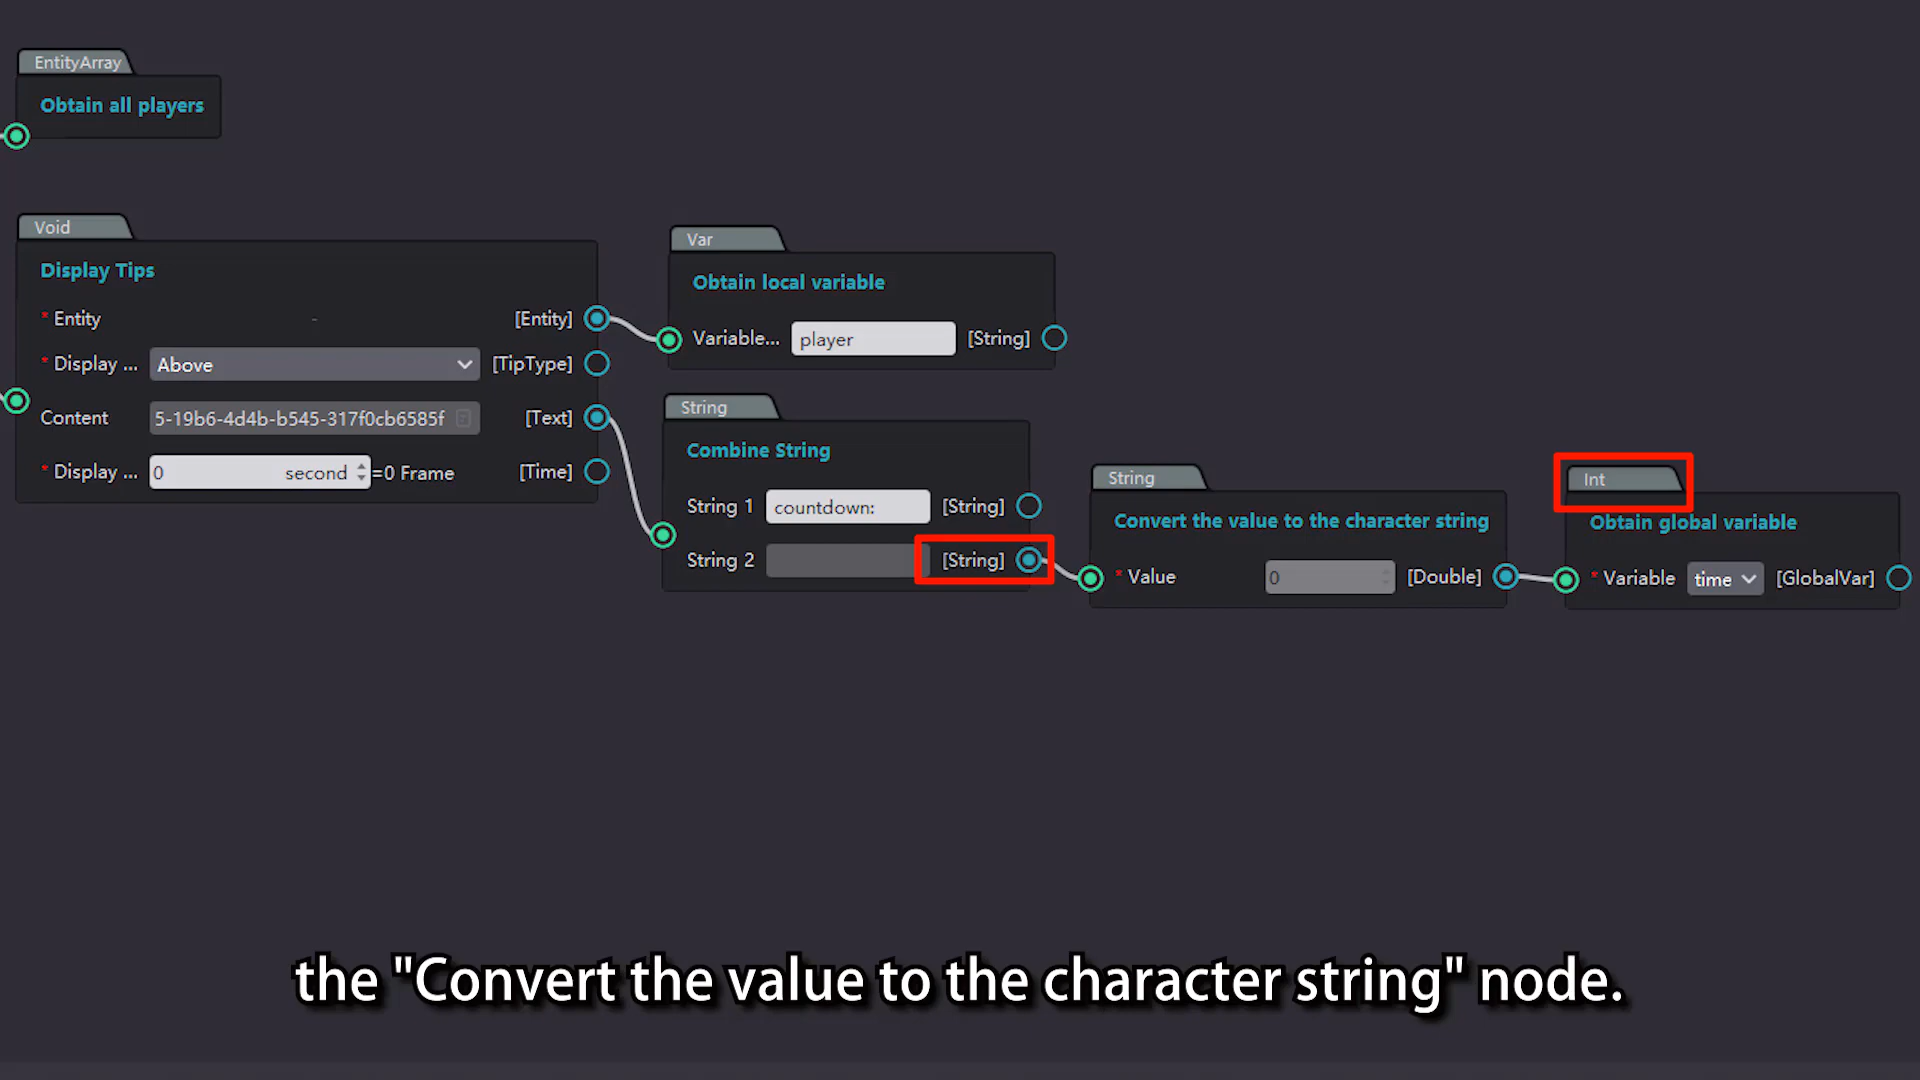 EntityArray
Obtain all players
Void
Display Tips
* Entity - [Entity]
* Display ... Above [TipType]
Content 5-19b6-4d4b-b545-317f0cb6585f [Text]
* Display ... 0 second =0 Frame [Time]
Var
Obtain local variable
Variable... player [String]
String
Combine String
String 1 countdown: [String]
String 2 [String]
String
Convert the value to the character string
* Value 0 [Double]
Int
Obtain global variable
* Variable time [GlobalVar]
the "Convert the value to the character string" node.